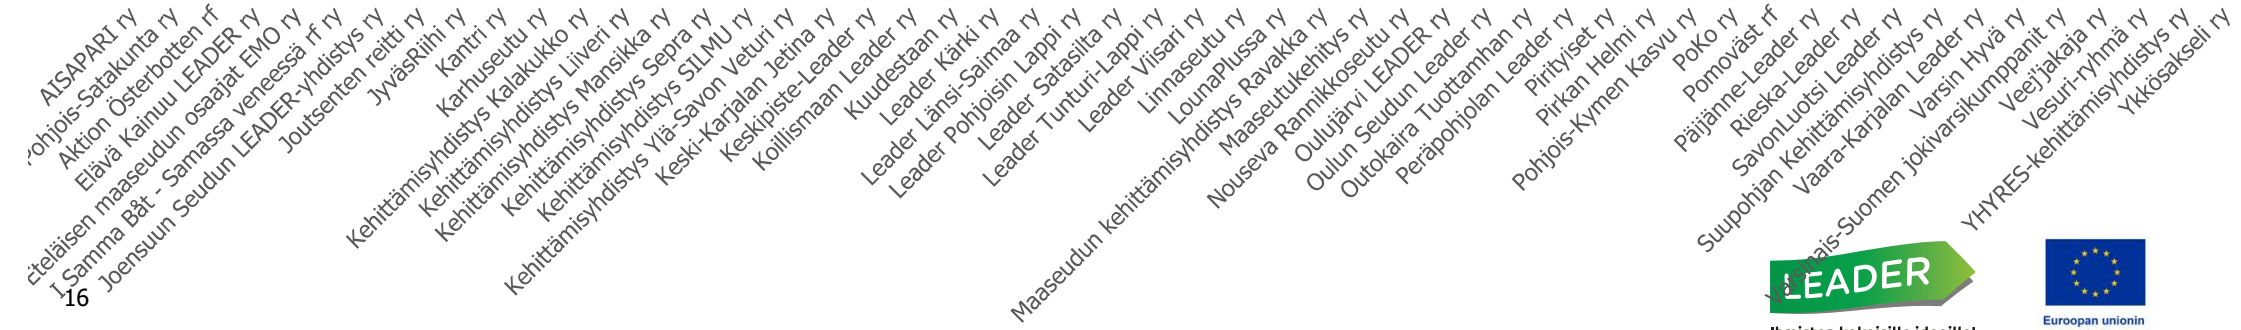 AISAPARI ry
Pohjois-Satakunta ry
Aktion Österbotten rf
Elävä Kainuu LEADER ry
Eteläisen maaseudun osaajat EMO ry
I Samma Båt - Samassa veneessä rf ry
Joensuun Seudun LEADER-yhdistys ry
Joutsenten reitti ry
JyväsRiihi ry
Kantri ry
Karhuseutu ry
Kehittämisyhdistys Kalakukko ry
Kehittämisyhdistys Liiveri ry
Kehittämisyhdistys Mansikka ry
Kehittämisyhdistys Sepra ry
Kehittämisyhdistys SILMU ry
Kehittämisyhdistys Ylä-Savon Veturi ry
Keski-Karjalan Jetina ry
Keskipiste-Leader ry
Koillismaan Leader ry
Kuudestaan ry
Leader Kärki ry
Leader Länsi-Saimaa ry
Leader Pohjoisin Lappi ry
Leader Satasilta ry
Leader Tunturi-Lappi ry
Leader Viisari ry
Linnaseutu ry
LounaPlussa ry
Maaseudun kehittämisyhdistys Ravakka ry
Maaseutukehitys ry
Nouseva Rannikkoseutu ry
Oulujärvi LEADER ry
Oulun Seudun Leader ry
Outokaira Tuottamhan ry
Peräpohjolan Leader ry
Pirityiset ry
Pirkan Helmi ry
Pohjois-Kymen Kasvu ry
PoKo ry
Pomoväst rf
Päijänne-Leader ry
Rieska-Leader ry
SavonLuotsi Leader ry
Suupohjan Kehittämisyhdistys ry
Vaara-Karjalan Leader ry
Varsin Hyvä ry
Varsinais-Suomen jokivarsikumppanit ry
Veej'jakaja ry
Vesuri-ryhmä ry
YHYRES-kehittämisyhdistys ry
Ykkösakseli ry
16
LEADER
Euroopan unionin